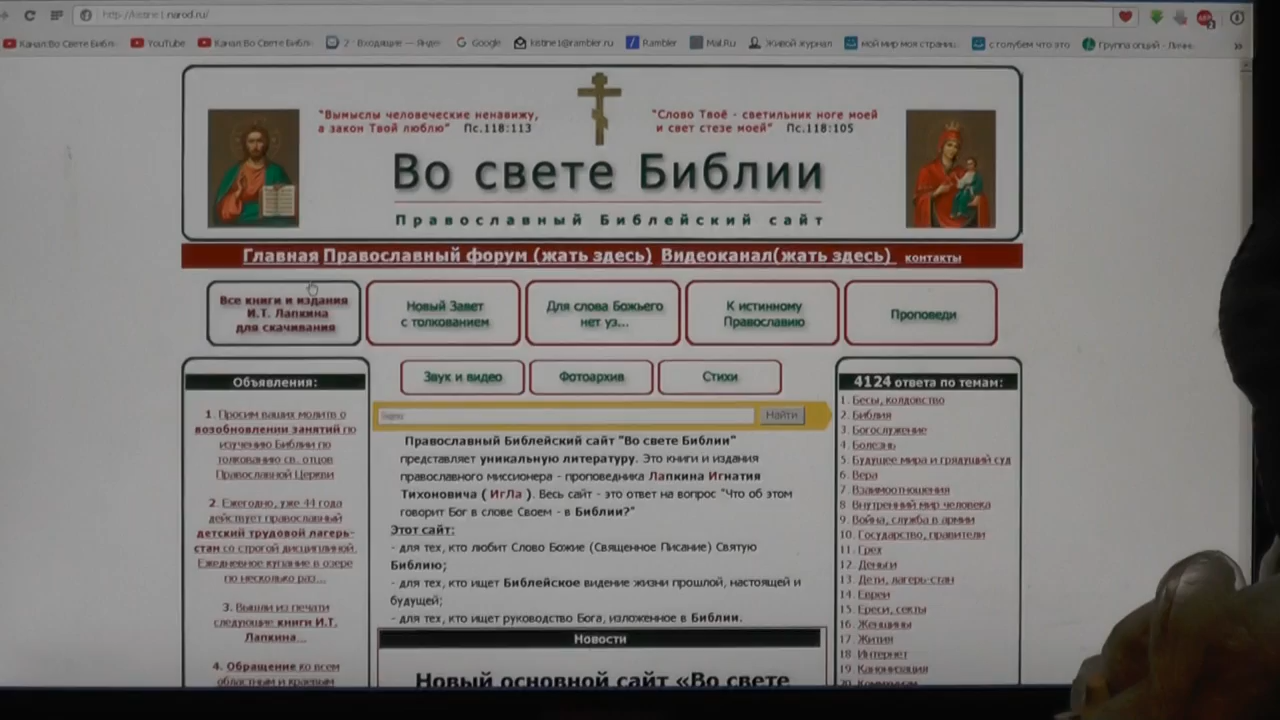 http://kistine1.narod.ru/
Канал:Во Свете Библ
YouTube
Канал:Во Свете Библ
2 · Входящие — Янде
Google
kistine1@rambler.ru
Rambler
Mail.Ru
Живой журнал
мой мир моя страниц
с голубем что это
Группа опций - Личн
"Вымыслы человеческие ненавижу,
а закон Твой люблю" Пс.118:113
"Слово Твоё - светильник ноге моей
и свет стезе моей" Пс.118:105
Во свете Библии
Православный Библейский сайт
Главная Православный форум (жать здесь) Видеоканал(жать здесь) контакты
Все книги и издания
И.Т. Лапкина
для скачивания
Новый Завет
с толкованием
Для слова Божьего
нет уз...
К истинному
Православию
Проповеди
Звук и видео
Фотоархив
Стихи
Найти
Объявления:
1. Просим ваших молитв о
возобновлении занятий по
изучению Библии по
толкованию св. отцов
Православной Церкви
2. Ежегодно, уже 44 года
действует православный
детский трудовой лагерь-
стан со строгой дисциплиной.
Ежедневное купание в озере
по несколько раз...
3. Вышли из печати
следующие книги И.Т.
Лапкина...
4. Обращение ко всем
областным и краевым
Православный Библейский сайт "Во свете Библии"
представляет уникальную литературу. Это книги и издания
православного миссионера - проповедника Лапкина Игнатия
Тихоновича ( ИгЛа ). Весь сайт - это ответ на вопрос "Что об этом
говорит Бог в слове Своем - в Библии?"
Этот сайт:
- для тех, кто любит Слово Божие (Священное Писание) Святую
Библию;
- для тех, кто ищет Библейское видение жизни прошлой, настоящей и
будущей;
- для тех, кто ищет руководство Бога, изложенное в Библии.
Новости
Новый основной сайт «Во свете
4124 ответа по темам:
1. Бесы, колдовство
2. Библия
3. Богослужение
4. Болезнь
5. Будущее мира и грядущий суд
6. Вера
7. Взаимоотношения
8. Внутренний мир человека
9. Война, служба в армии
10. Государство, правители
11. Грех
12. Деньги
13. Дети, лагерь-стан
14. Евреи
15. Ереси, секты
16. Женщины
17. Жития
18. Интернет
19. Канонизация